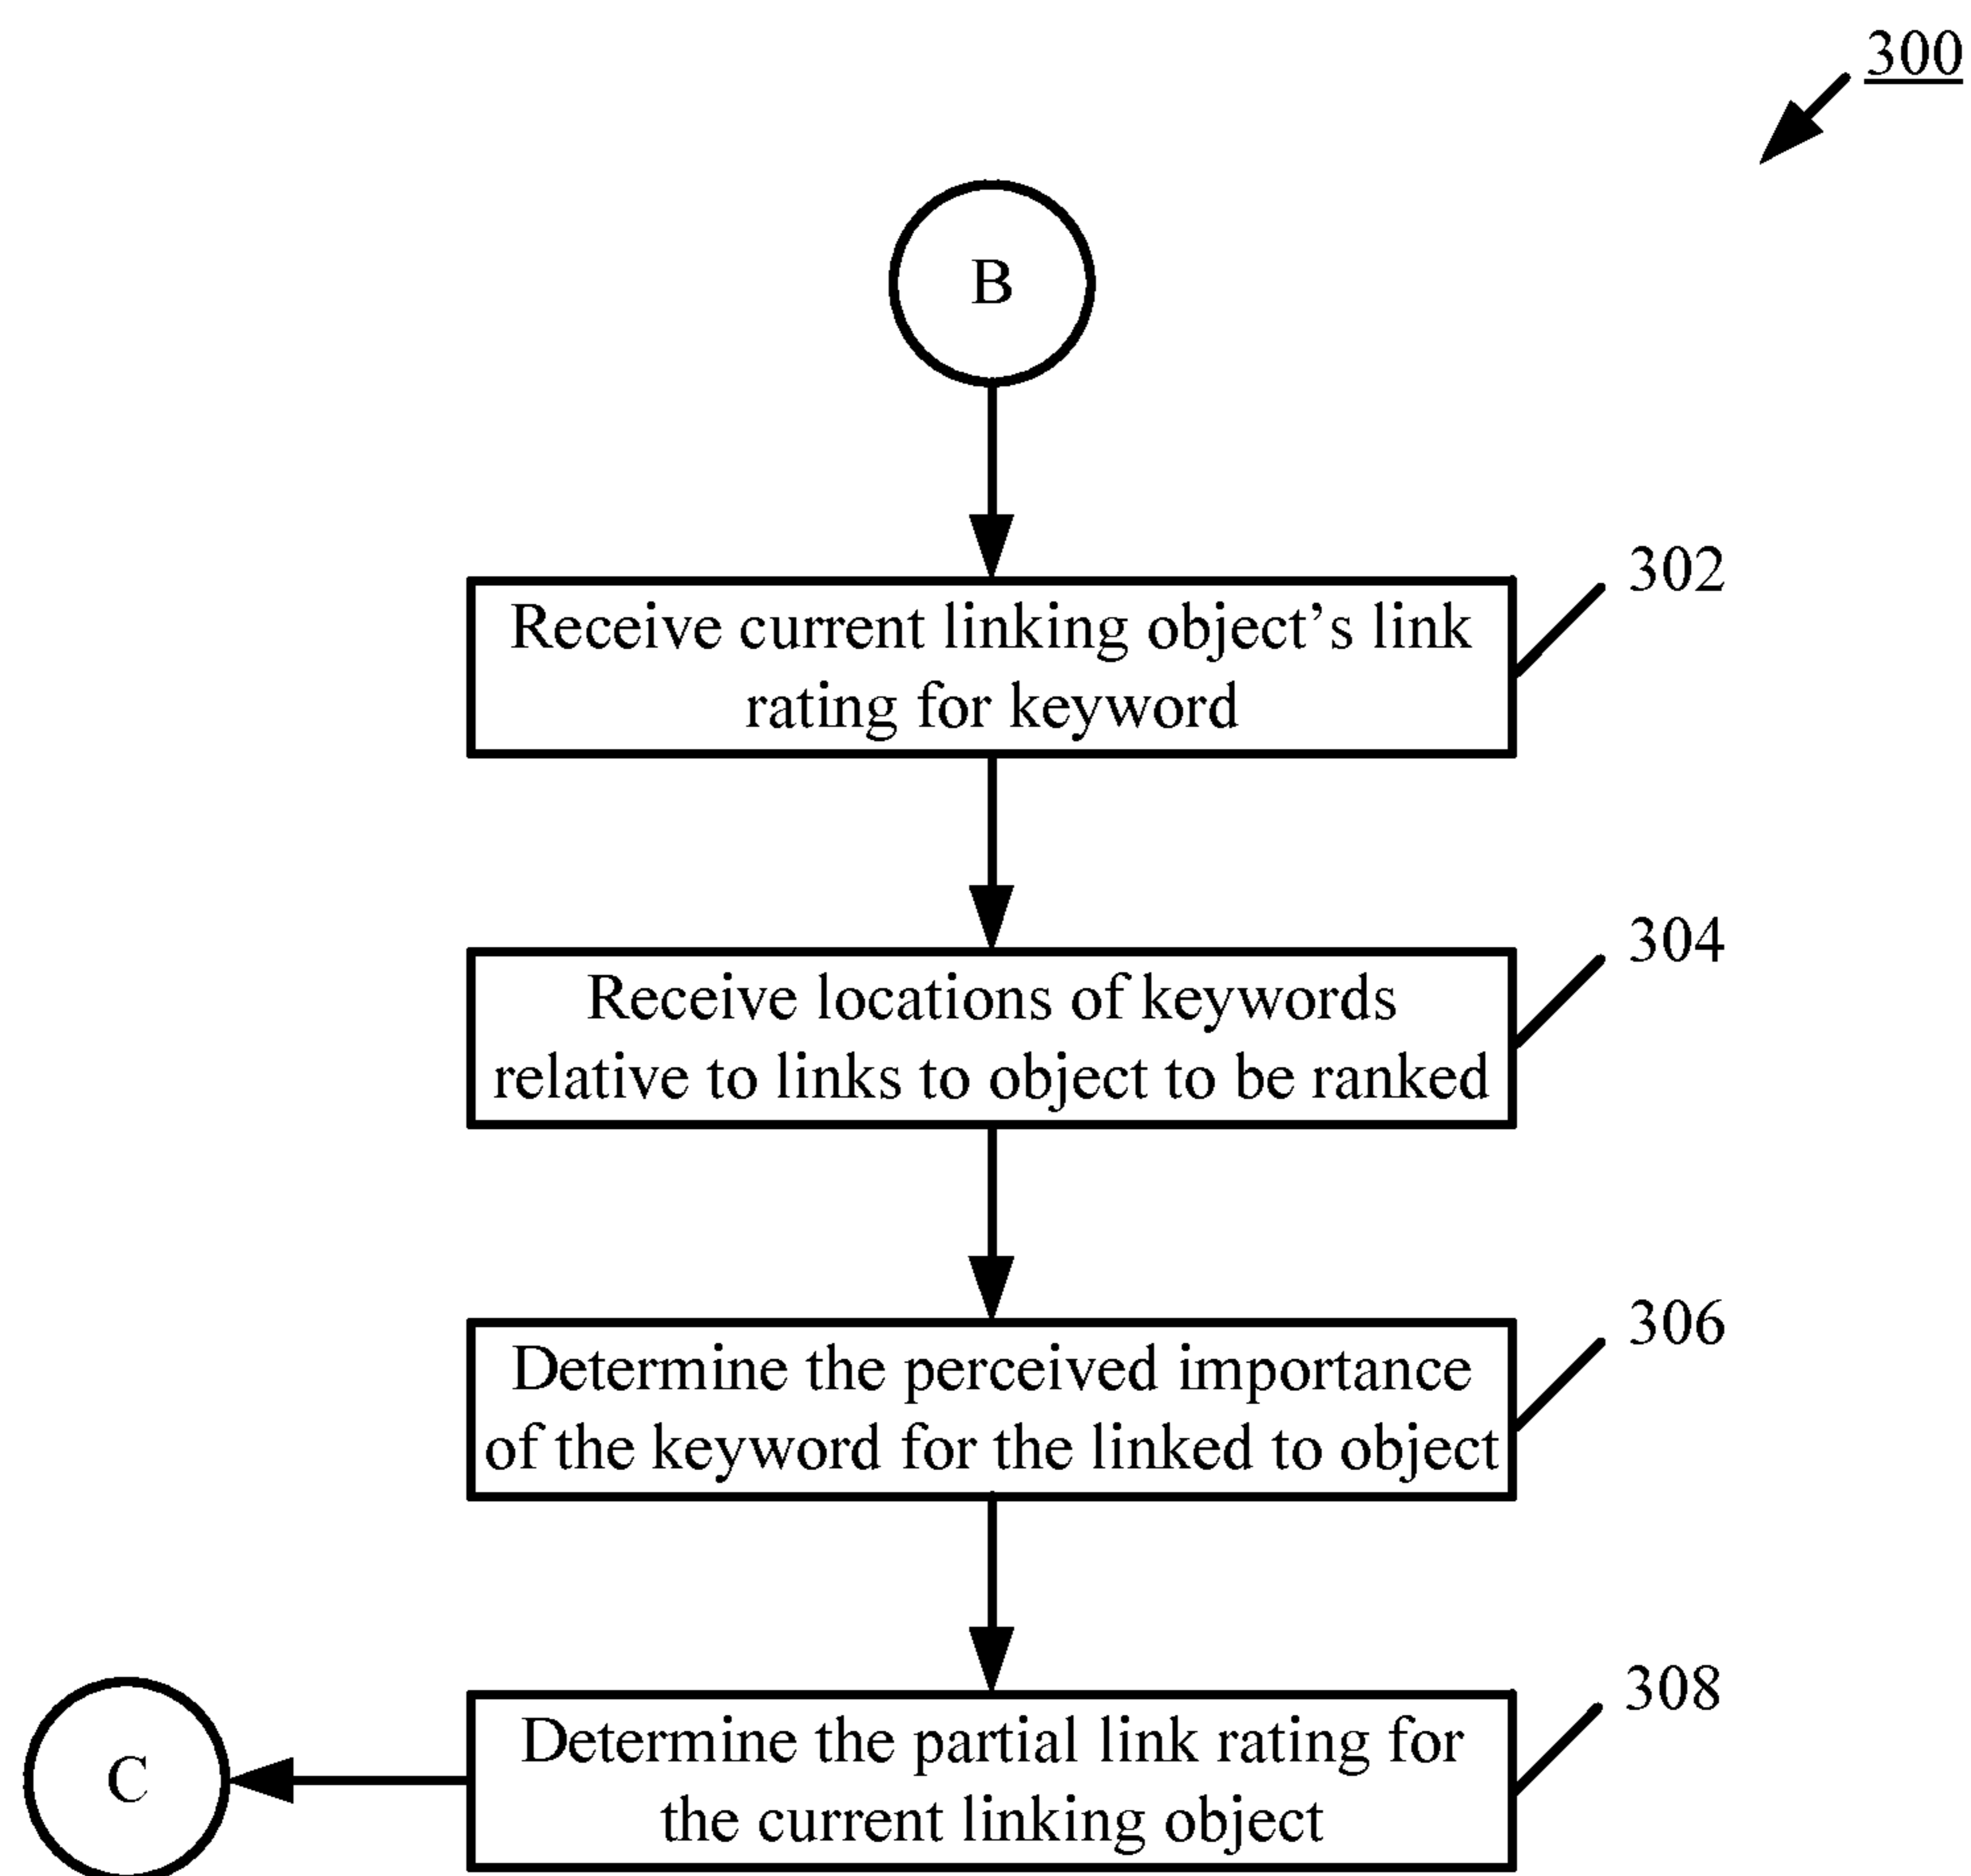 300
B
302
Receive current linking object’s link
rating for keyword
304
Receive locations of keywords
relative to links to object to be ranked
306
Determine the perceived importance
of the keyword for the linked to object
308
Determine the partial link rating for
the current linking object
C